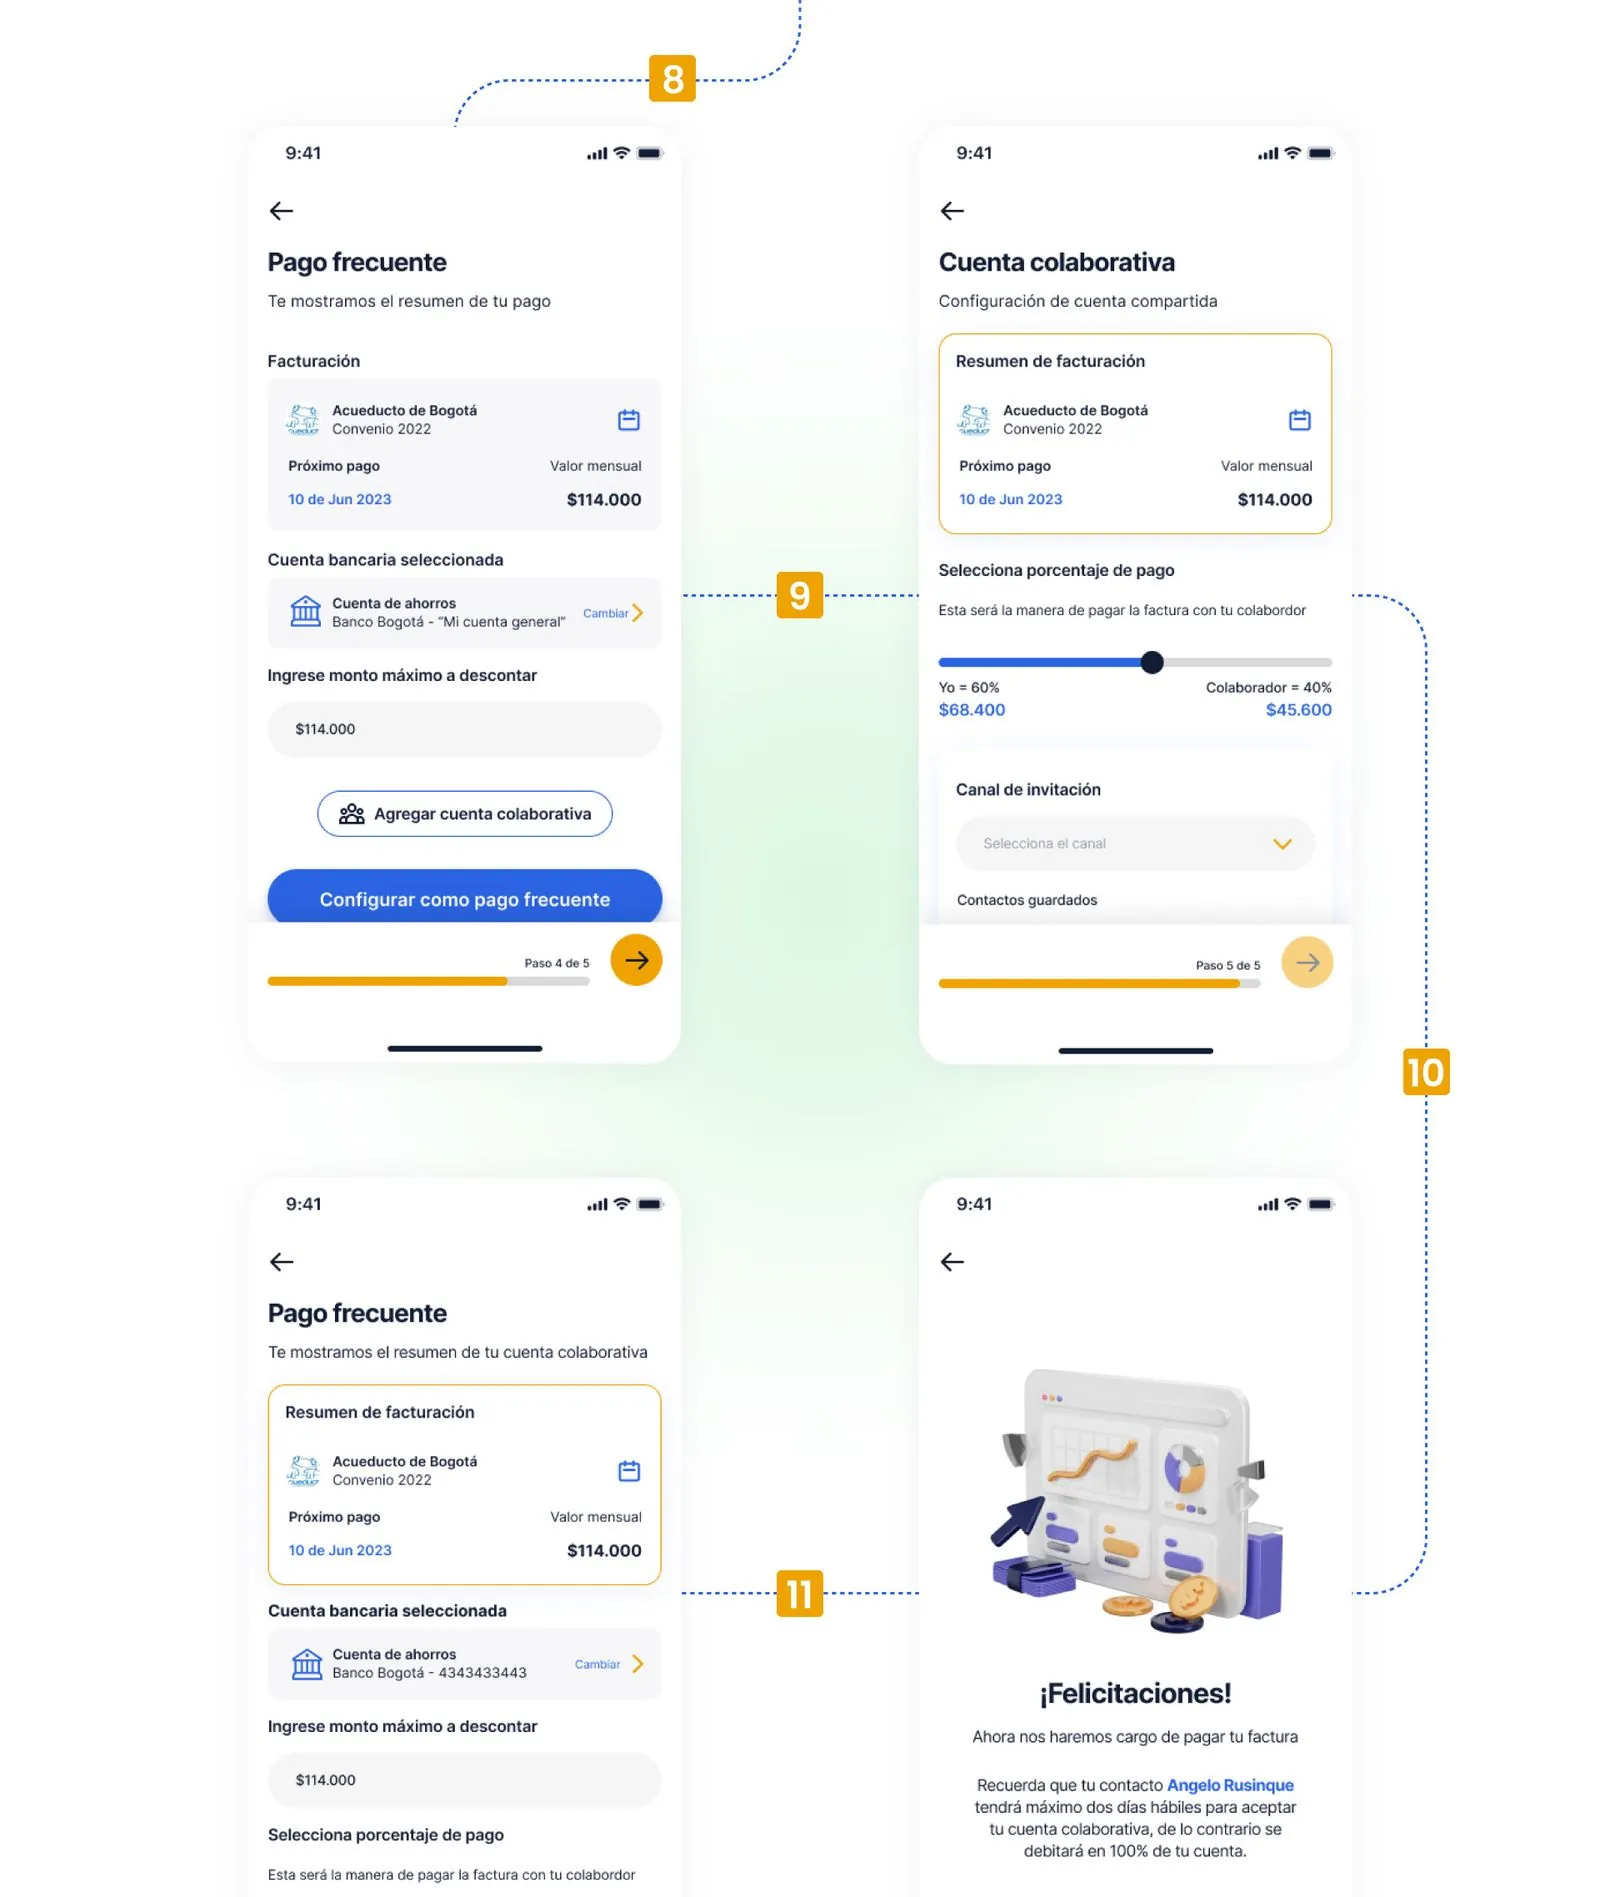 8
9:41
Pago frecuente
Te mostramos el resumen de tu pago
Facturación
Acueducto de Bogotá
Convenio 2022
Próximo pago
Valor mensual
10 de Jun 2023
$114.000
Cuenta bancaria seleccionada
Cuenta de ahorros
Banco Bogotá - “Mi cuenta general”
Cambiar
Ingrese monto máximo a descontar
$114.000
Agregar cuenta colaborativa
Configurar como pago frecuente
Paso 4 de 5
9
9:41
Cuenta colaborativa
Configuración de cuenta compartida
Resumen de facturación
Acueducto de Bogotá
Convenio 2022
Próximo pago
Valor mensual
10 de Jun 2023
$114.000
Selecciona porcentaje de pago
Esta será la manera de pagar la factura con tu colabordor
Yo = 60%
Colaborador = 40%
$68.400
$45.600
Canal de invitación
Selecciona el canal
Contactos guardados
Paso 5 de 5
10
9:41
Pago frecuente
Te mostramos el resumen de tu cuenta colaborativa
Resumen de facturación
Acueducto de Bogotá
Convenio 2022
Próximo pago
Valor mensual
10 de Jun 2023
$114.000
Cuenta bancaria seleccionada
Cuenta de ahorros
Banco Bogotá - 4343433443
Cambiar
Ingrese monto máximo a descontar
$114.000
Selecciona porcentaje de pago
Esta será la manera de pagar la factura con tu colabordor
11
9:41
¡Felicitaciones!
Ahora nos haremos cargo de pagar tu factura
Recuerda que tu contacto Angelo Rusinque
tendrá máximo dos días hábiles para aceptar
tu cuenta colaborativa, de lo contrario se
debitará en 100% de tu cuenta.